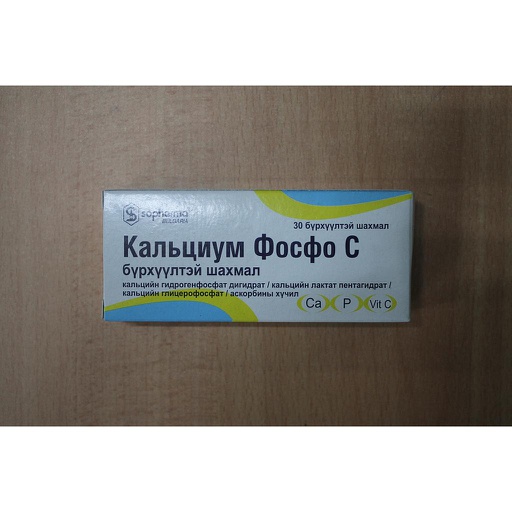 sopharma
BULGARIA
30 бүрхүүлтэй шахмал
Кальциум Фосфо С
бүрхүүлтэй шахмал
кальцийн гидрогенфосфат дигидрат / кальцийн лактат пентагидрат /
кальцийн глицерофосфат / аскорбины хүчил
Ca P Vit C